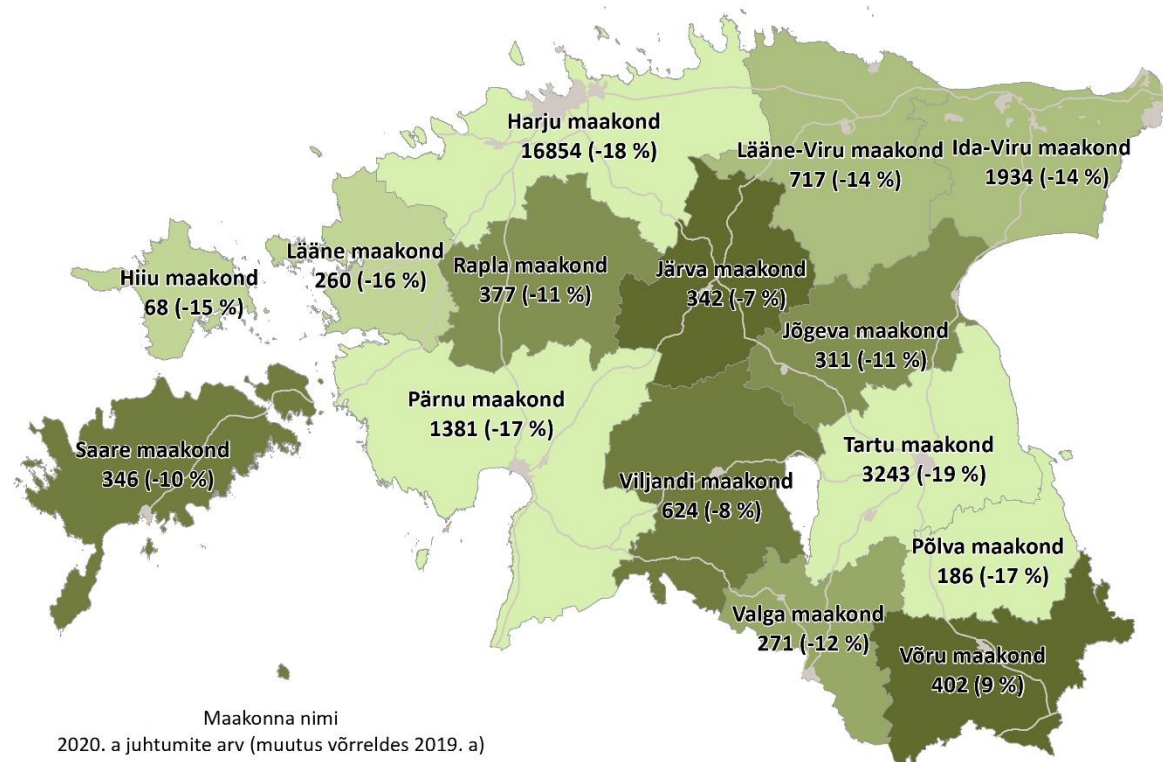 Harju maakond
16854 (-18 %)
Lääne-Viru maakond
717 (-14 %)
Ida-Viru maakond
1934 (-14 %)
Hiiu maakond
68 (-15 %)
Lääne maakond
260 (-16 %)
Rapla maakond
377 (-11 %)
Järva maakond
342 (-7 %)
Jõgeva maakond
311 (-11 %)
Saare maakond
346 (-10 %)
Pärnu maakond
1381 (-17 %)
Viljandi maakond
624 (-8 %)
Tartu maakond
3243 (-19 %)
Põlva maakond
186 (-17 %)
Valga maakond
271 (-12 %)
Võru maakond
402 (9 %)
Maakonna nimi
2020. a juhtumite arv (muutus võrreldes 2019. a)